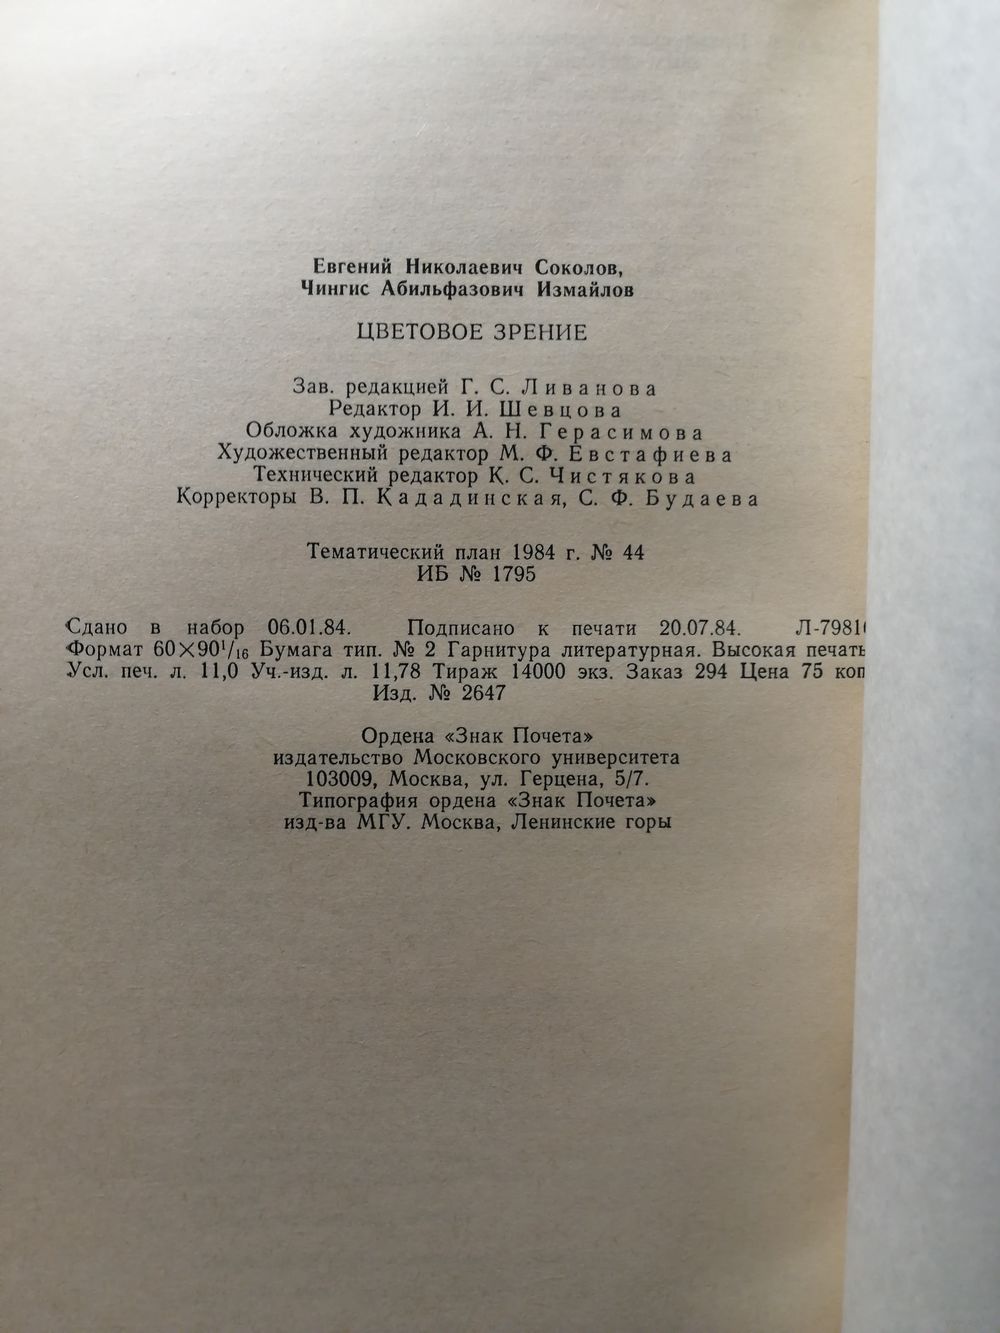 Евгений Николаевич Соколов,
Чингис Абильфазович Измайлов
ЦВЕТОВОЕ ЗРЕНИЕ
Зав. редакцией Г. С. Ливанова
Редактор И. И. Шевцова
Обложка художника А. Н. Герасимова
Художественный редактор М. Ф. Евстафиева
Технический редактор К. С. Чистякова
Корректоры В. П. Кададинская, С. Ф. Будаева
Тематический план 1984 г. № 44
ИБ № 1795
Сдано в набор 06.01.84. Подписано к печати 20.07.84.
Формат 60×90¹/₁₆ Бумага тип. № 2 Гарнитура литературная. Высокая печать
Усл. печ. л. 11,0 Уч.-изд. л. 11,78 Тираж 14000 экз. Заказ 294 Цена 75 коп
Изд. № 2647
Ордена «Знак Почета»
издательство Московского университета
103009, Москва, ул. Герцена, 5/7.
Типография ордена «Знак Почета»
изд-ва МГУ. Москва, Ленинские горы